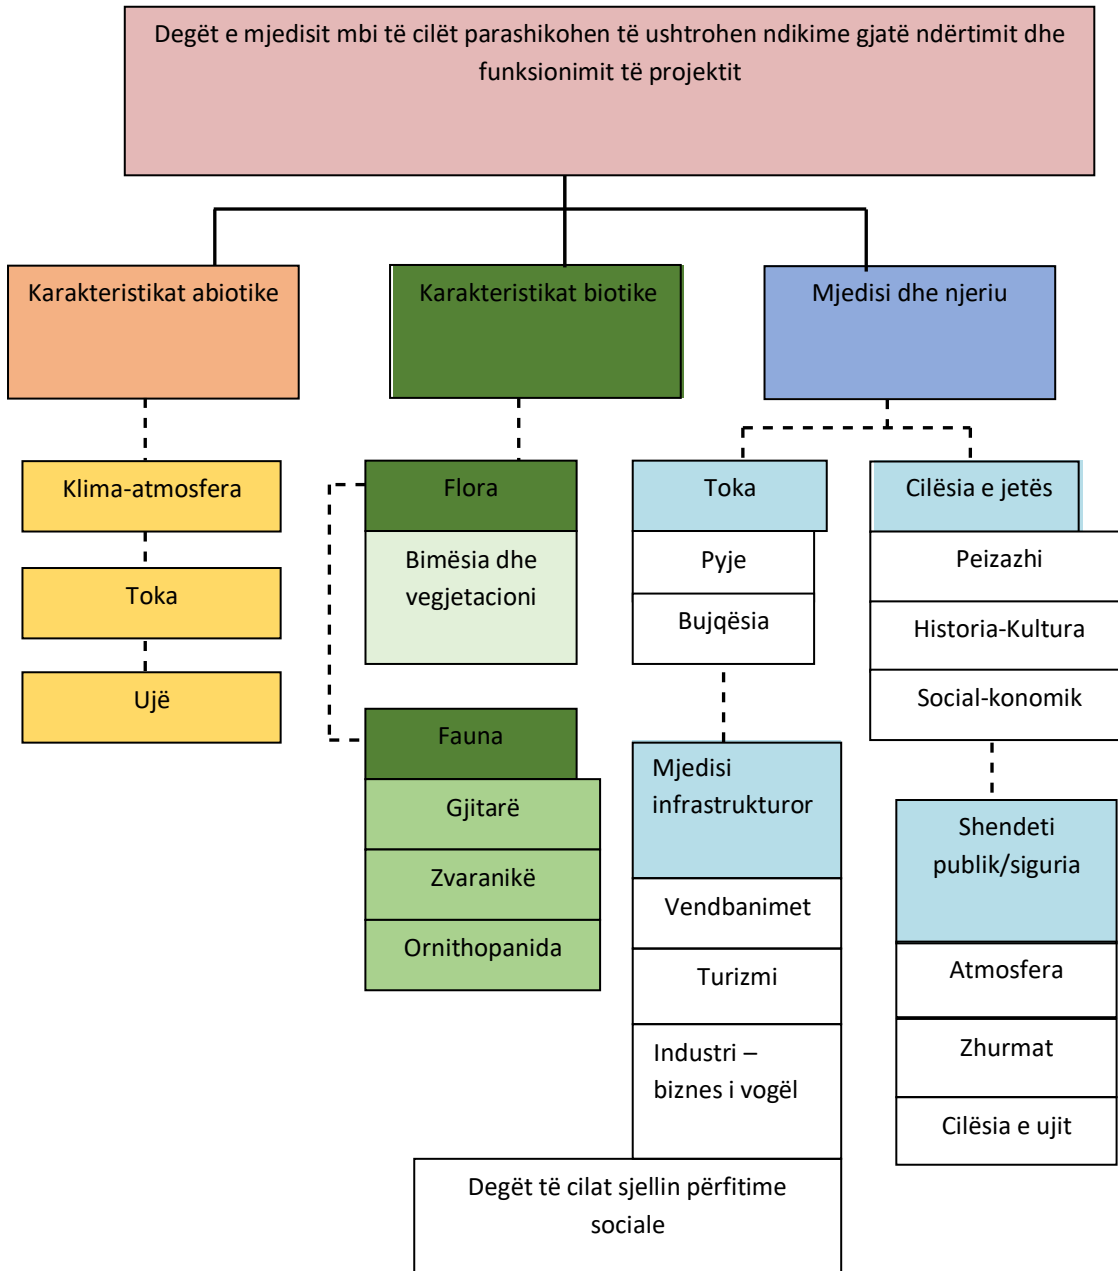 Degët e mjedisit mbi të cilët parashikohen të ushtrohen ndikime gjatë ndërtimit dhe
funksionimit të projektit
Karakteristikat abiotike
Karakteristikat biotike
Mjedisi dhe njeriu
Klima-atmosfera
Toka
Ujë
Flora
Bimësia dhe
vegjetacioni
Fauna
Gjitarë
Zvaranikë
Ornithopanida
Toka
Pyje
Bujqësia
Mjedisi
infrastrukturor
Vendbanimet
Turizmi
Industri –
biznes i vogël
Degët të cilat sjellin përfitime
sociale
Cilësia e jetës
Peizazhi
Historia-Kultura
Social-konomik
Shendeti
publik/siguria
Atmosfera
Zhurmat
Cilësia e ujit